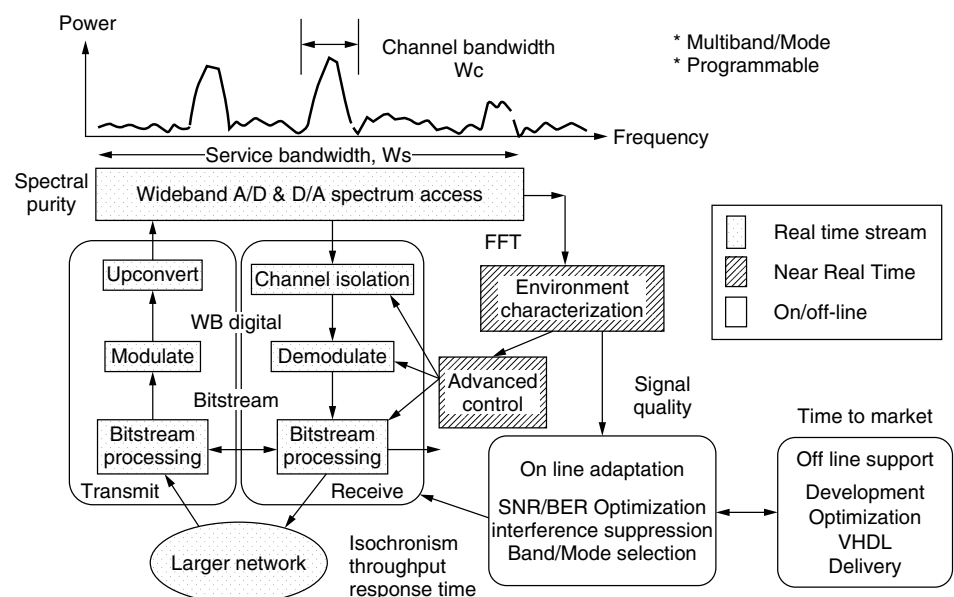 Power
Channel bandwidth
Wc
* Multiband/Mode
* Programmable
Frequency
Service bandwidth, Ws
Spectral
purity
Wideband A/D & D/A spectrum access
FFT
Real time stream
Near Real Time
On/off-line
Upconvert
Channel isolation
Environment
characterization
WB digital
Modulate
Demodulate
Advanced
control
Signal
quality
Bitstream
Bitstream
processing
Bitstream
processing
Transmit
Receive
Time to market
On line adaptation
SNR/BER Optimization
interference suppression
Band/Mode selection
Off line support
Development
Optimization
VHDL
Delivery
Larger network
Isochronism
throughput
response time